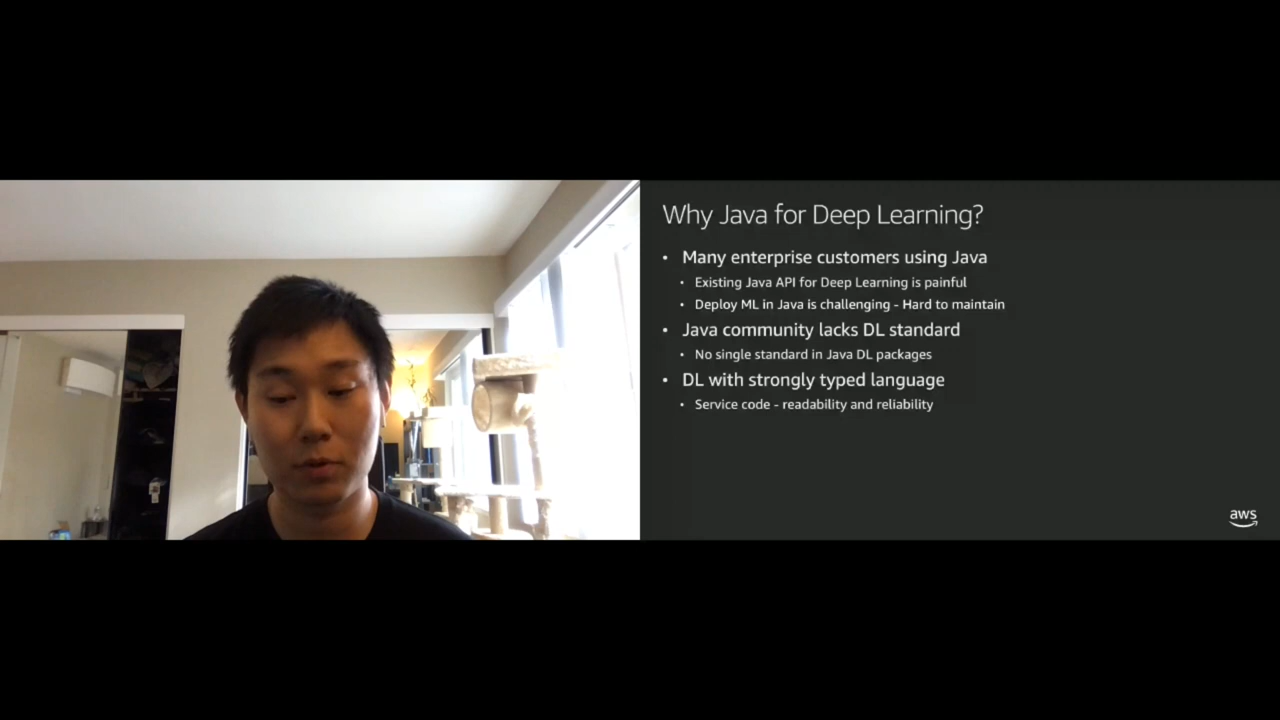 Why Java for Deep Learning?
• Many enterprise customers using Java
• Existing Java API for Deep Learning is painful
• Deploy ML in Java is challenging - Hard to maintain
• Java community lacks DL standard
• No single standard in Java DL packages
• DL with strongly typed language
• Service code - readability and reliability
aws